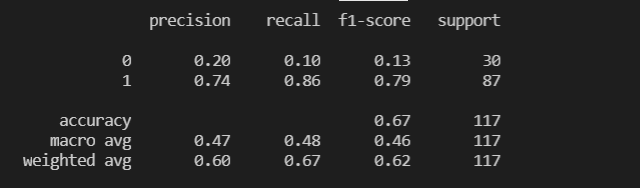 precision recall f1-score support
0 0.20 0.10 0.13 30
1 0.74 0.86 0.79 87
accuracy 0.67 117
macro avg 0.47 0.48 0.46 117
weighted avg 0.60 0.67 0.62 117